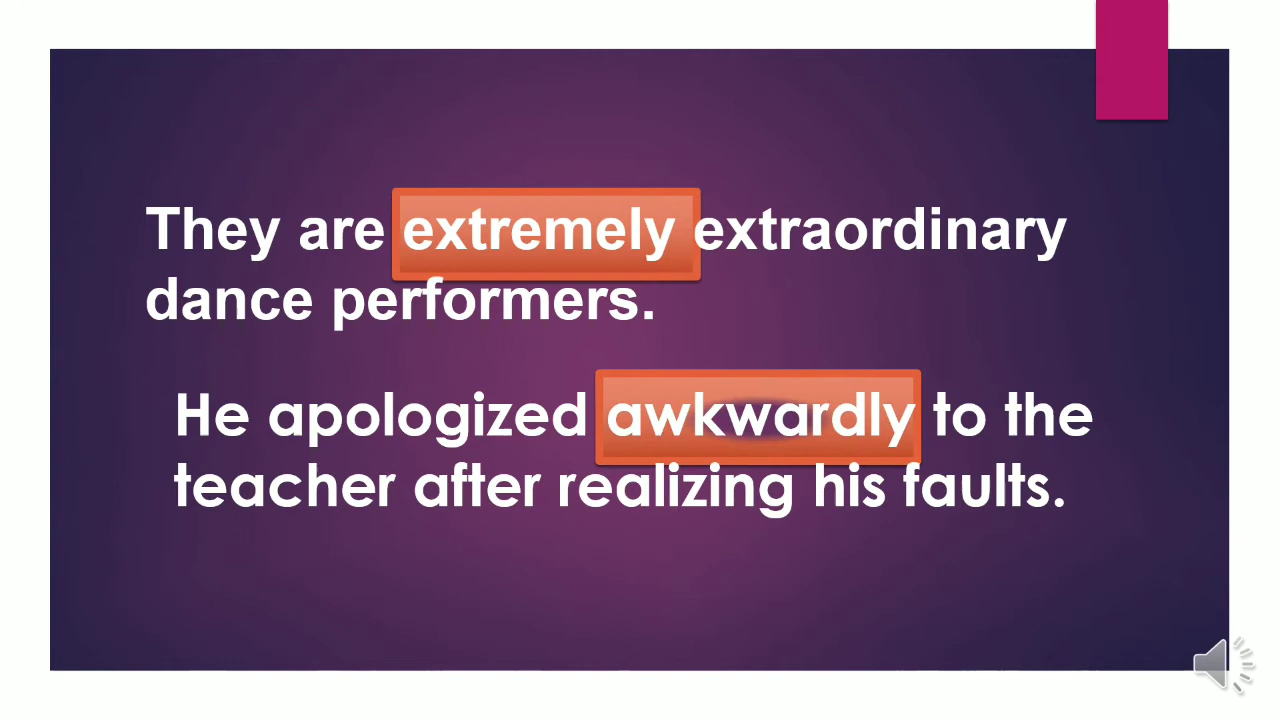 They are extremely extraordinary
dance performers.
He apologized awkwardly to the
teacher after realizing his faults.